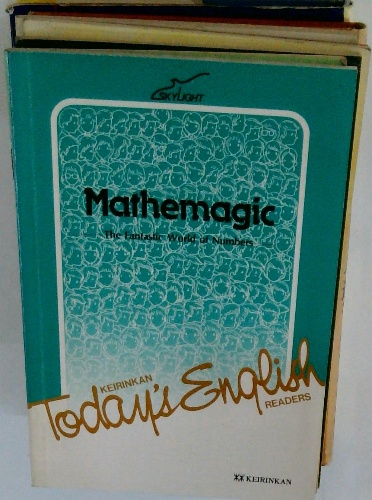 SKYLIGHT
Mathemagic
The Fantastic World of Numbers
KEIRINKAN
Today's English
READERS
KEIRINKAN